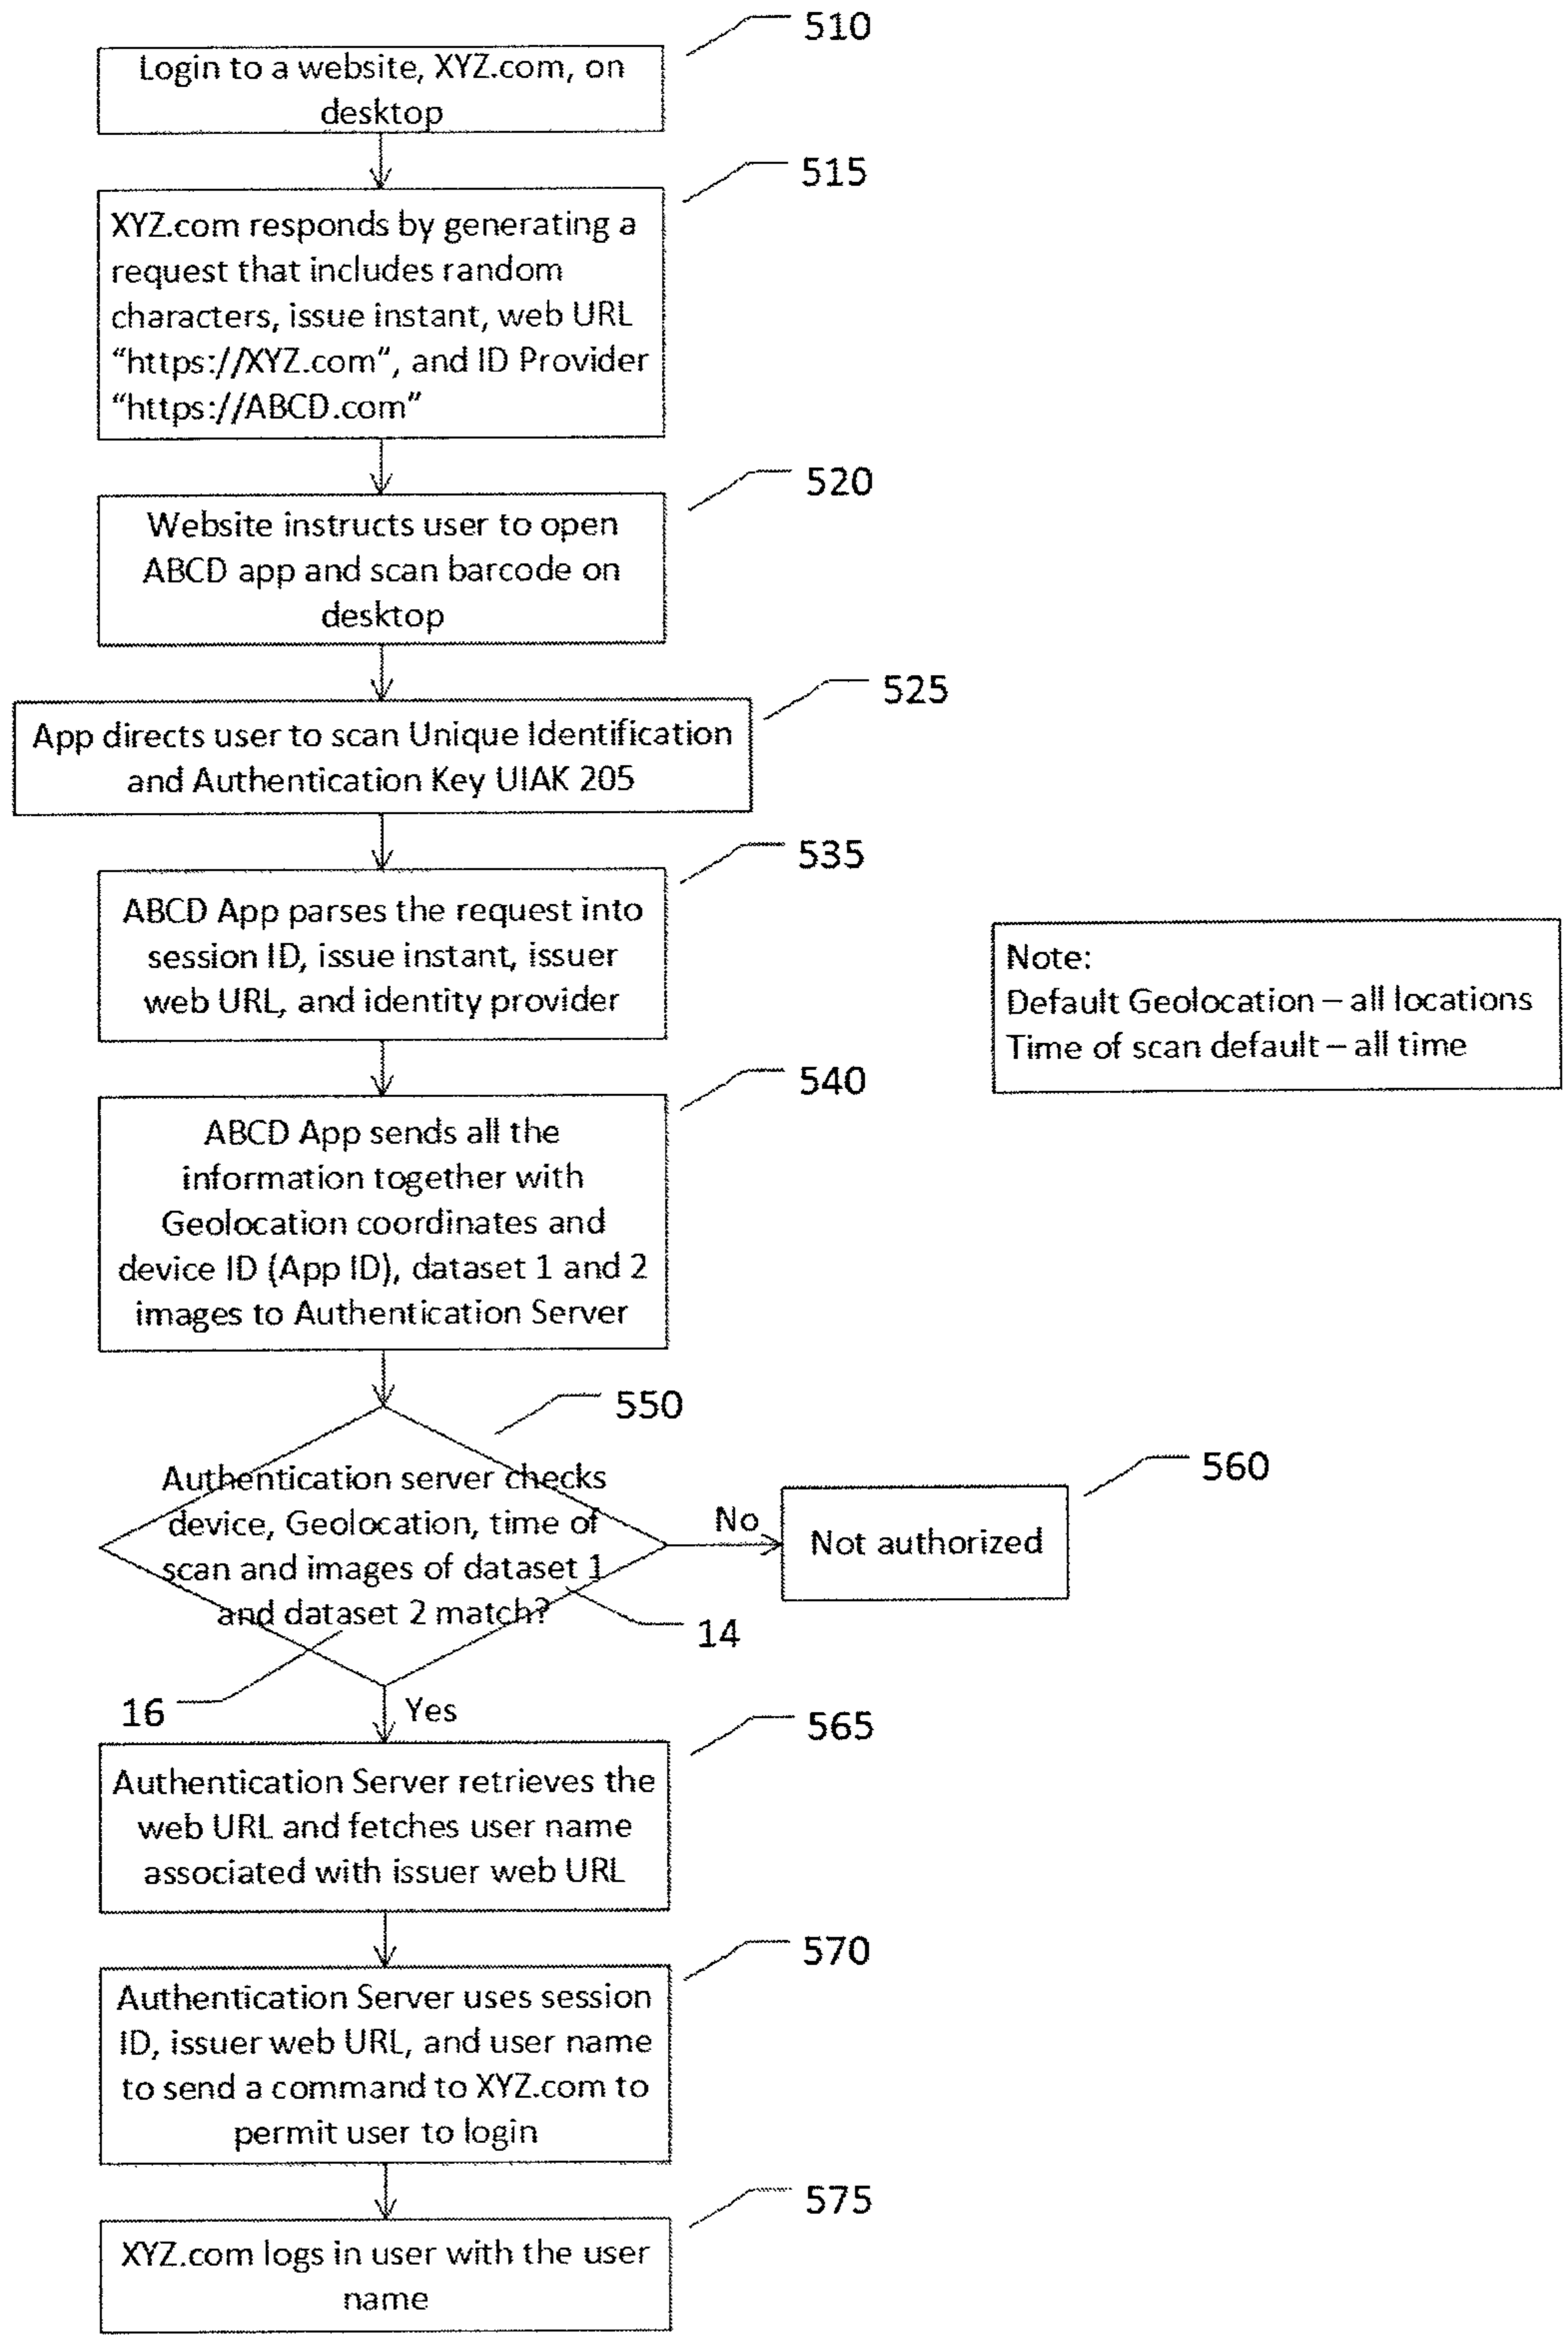 510
Login to a website, XYZ.com, on
desktop
515
XYZ.com responds by generating a
request that includes random
characters, issue instant, web URL
“https://XYZ.com”, and ID Provider
“https://ABCD.com”
520
Website instructs user to open
ABCD app and scan barcode on
desktop
525
App directs user to scan Unique Identification
and Authentication Key UIAK 205
535
ABCD App parses the request into
session ID, issue instant, issuer
web URL, and identity provider
Note:
Default Geolocation – all locations
Time of scan default – all time
540
ABCD App sends all the
information together with
Geolocation coordinates and
device ID (App ID), dataset 1 and 2
images to Authentication Server
550
Authentication server checks
device, Geolocation, time of
scan and images of dataset 1
and dataset 2 match?
No
560
Not authorized
14
16
Yes
565
Authentication Server retrieves the
web URL and fetches user name
associated with issuer web URL
570
Authentication Server uses session
ID, issuer web URL, and user name
to send a command to XYZ.com to
permit user to login
575
XYZ.com logs in user with the user
name